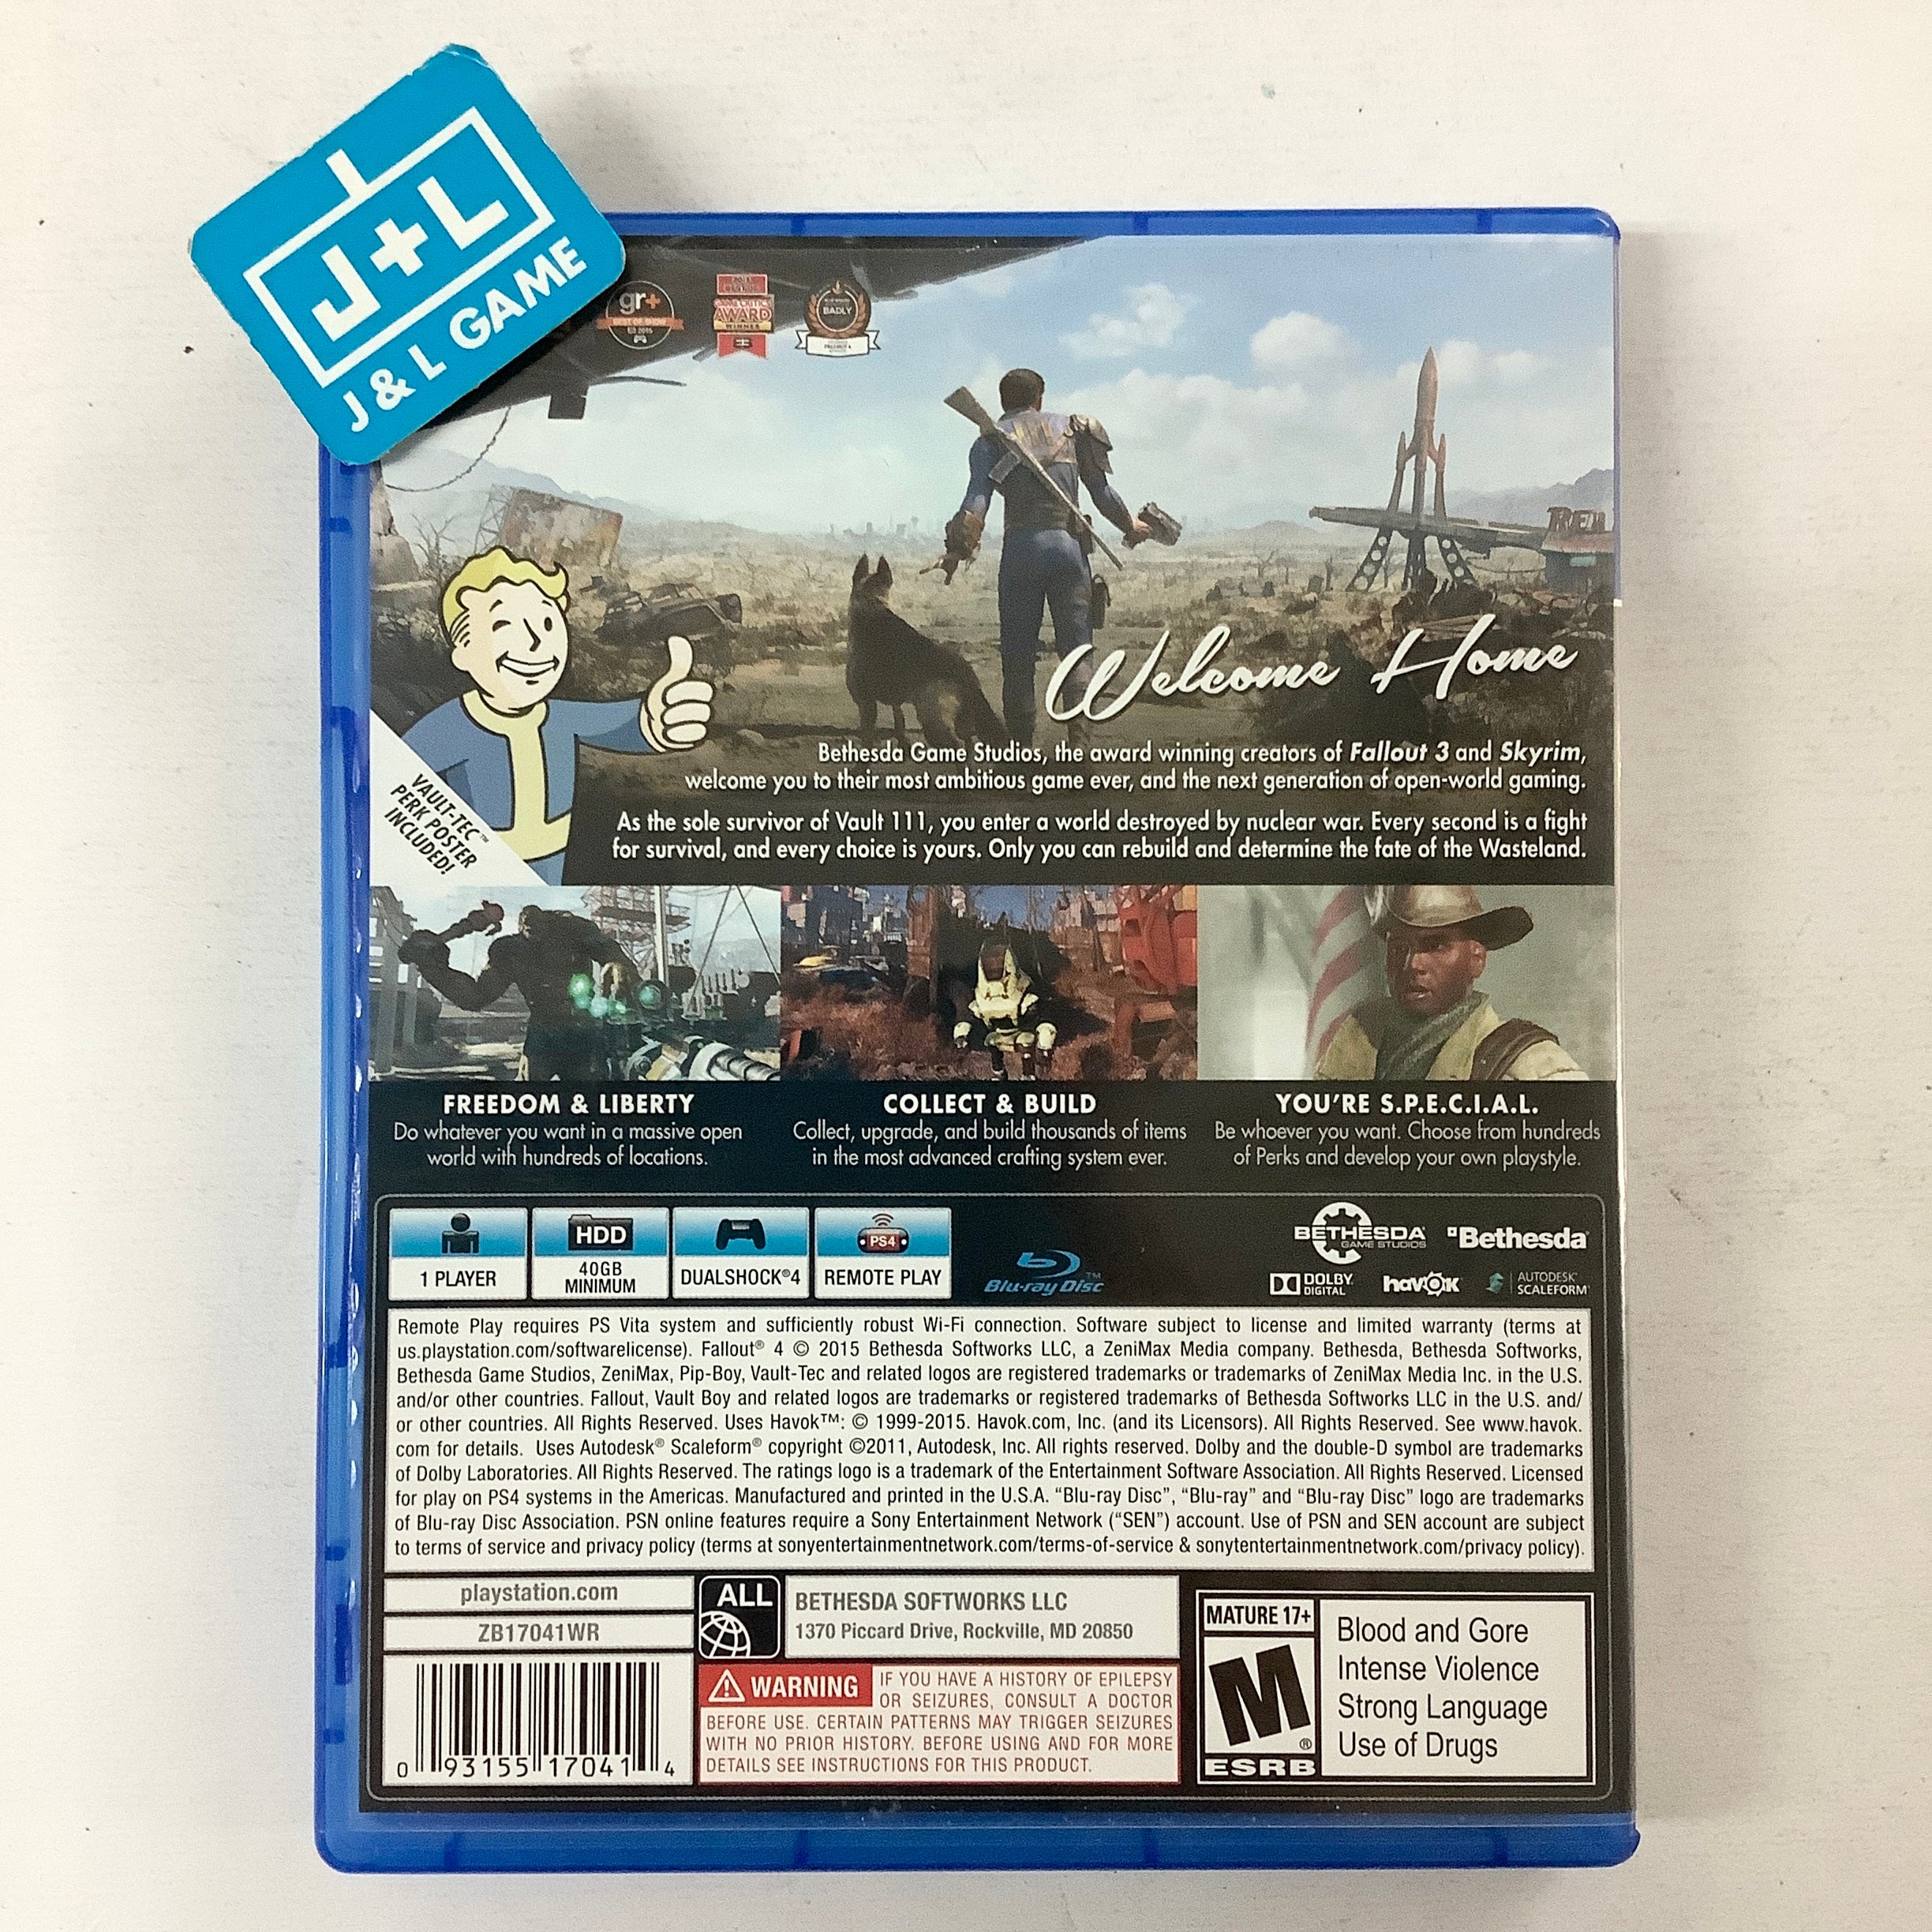 J+L
J & L GAME
gr+
BEST OF SHOW
E3 2015
GAME CRITICS
AWARD
WINNER
BADLY
Welcome Home
Bethesda Game Studios, the award winning creators of Fallout 3 and Skyrim,
welcome you to their most ambitious game ever, and the next generation of open-world gaming.
As the sole survivor of Vault 111, you enter a world destroyed by nuclear war. Every second is a fight
for survival, and every choice is yours. Only you can rebuild and determine the fate of the Wasteland.
VAULT-TEC™
PERK POSTER
INCLUDED!
FREEDOM & LIBERTY
Do whatever you want in a massive open
world with hundreds of locations.
COLLECT & BUILD
Collect, upgrade, and build thousands of items
in the most advanced crafting system ever.
YOU'RE S.P.E.C.I.A.L.
Be whoever you want. Choose from hundreds
of Perks and develop your own playstyle.
1 PLAYER
HDD
40GB
MINIMUM
DUALSHOCK®4
PS4
REMOTE PLAY
Blu-ray Disc™
BETHESDA
GAME STUDIOS
Bethesda
DOLBY
DIGITAL
havok
AUTODESK®
SCALEFORM®
Remote Play requires PS Vita system and sufficiently robust Wi-Fi connection. Software subject to license and limited warranty (terms at
us.playstation.com/softwarelicense). Fallout® 4 © 2015 Bethesda Softworks LLC, a ZeniMax Media company. Bethesda, Bethesda Softworks,
Bethesda Game Studios, ZeniMax, Pip-Boy, Vault-Tec and related logos are registered trademarks or trademarks of ZeniMax Media Inc. in the U.S.
and/or other countries. Fallout, Vault Boy and related logos are trademarks or registered trademarks of Bethesda Softworks LLC in the U.S. and/
or other countries. All Rights Reserved. Uses Havok™: © 1999-2015. Havok.com, Inc. (and its Licensors). All Rights Reserved. See www.havok.
com for details. Uses Autodesk® Scaleform® copyright ©2011, Autodesk, Inc. All rights reserved. Dolby and the double-D symbol are trademarks
of Dolby Laboratories. All Rights Reserved. The ratings logo is a trademark of the Entertainment Software Association. All Rights Reserved. Licensed
for play on PS4 systems in the Americas. Manufactured and printed in the U.S.A. “Blu-ray Disc”, “Blu-ray” and “Blu-ray Disc” logo are trademarks
of Blu-ray Disc Association. PSN online features require a Sony Entertainment Network (“SEN”) account. Use of PSN and SEN account are subject
to terms of service and privacy policy (terms at sonyentertainmentnetwork.com/terms-of-service & sonytentertainmentnetwork.com/privacy policy).
playstation.com
ZB17041WR
0 93155 17041 4
ALL
BETHESDA SOFTWORKS LLC
1370 Piccard Drive, Rockville, MD 20850
WARNING IF YOU HAVE A HISTORY OF EPILEPSY
OR SEIZURES, CONSULT A DOCTOR
BEFORE USE. CERTAIN PATTERNS MAY TRIGGER SEIZURES
WITH NO PRIOR HISTORY. BEFORE USING AND FOR MORE
DETAILS SEE INSTRUCTIONS FOR THIS PRODUCT.
MATURE 17+
M®
ESRB
Blood and Gore
Intense Violence
Strong Language
Use of Drugs